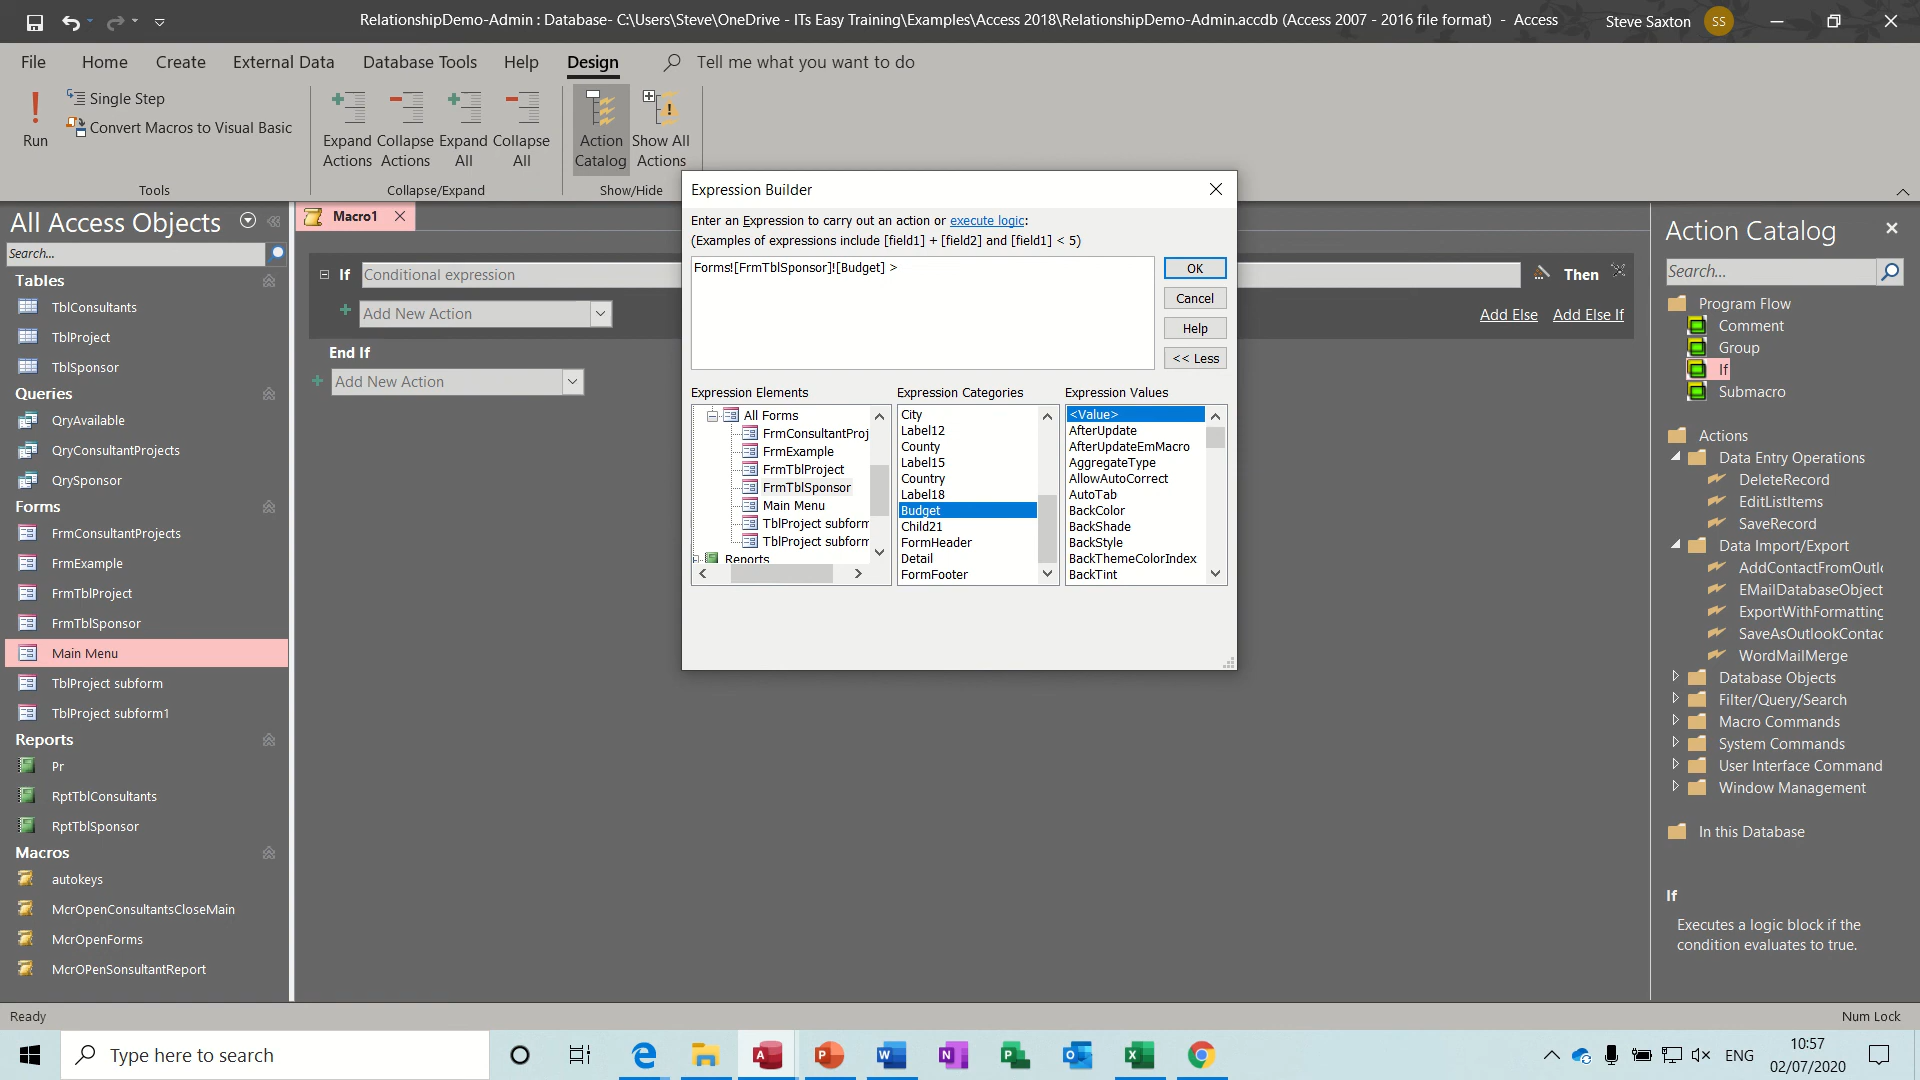 RelationshipDemo-Admin : Database- C:\Users\Steve\OneDrive - ITs Easy Training\Examples\Access 2018\RelationshipDemo-Admin.accdb (Access 2007 - 2016 file format) - Access
Steve Saxton
SS
File
Home
Create
External Data
Database Tools
Help
Design
Tell me what you want to do
Run
Single Step
Convert Macros to Visual Basic
Tools
Expand Actions
Collapse Actions
Expand All
Collapse All
Collapse/Expand
Action Catalog
Show All Actions
Show/Hide
All Access Objects
Search...
Tables
TblConsultants
TblProject
TblSponsor
Queries
QryAvailable
QryConsultantProjects
QrySponsor
Forms
FrmConsultantProjects
FrmExample
FrmTblProject
FrmTblSponsor
Main Menu
TblProject subform
TblProject subform1
Reports
Pr
RptTblConsultants
RptTblSponsor
Macros
autokeys
McrOpenConsultantsCloseMain
McrOpenForms
McrOPenSonsultantReport
Macro1
If
Conditional expression
Then
Add New Action
Add Else
Add Else If
End If
Add New Action
Expression Builder
Enter an Expression to carry out an action or execute logic:
(Examples of expressions include [field1] + [field2] and [field1] < 5)
Forms![FrmTblSponsor]![Budget] >
OK
Cancel
Help
<< Less
Expression Elements
All Forms
FrmConsultantProj
FrmExample
FrmTblProject
FrmTblSponsor
Main Menu
TblProject subform
TblProject subform
Reports
Expression Categories
City
Label12
County
Label15
Country
Label18
Budget
Child21
FormHeader
Detail
FormFooter
Expression Values
<Value>
AfterUpdate
AfterUpdateEmMacro
AggregateType
AllowAutoCorrect
AutoTab
BackColor
BackShade
BackStyle
BackThemeColorIndex
BackTint
Action Catalog
Search...
Program Flow
Comment
Group
If
Submacro
Actions
Data Entry Operations
DeleteRecord
EditListItems
SaveRecord
Data Import/Export
AddContactFromOutlo
EMailDatabaseObject
ExportWithFormatting
SaveAsOutlookContac
WordMailMerge
Database Objects
Filter/Query/Search
Macro Commands
System Commands
User Interface Command
Window Management
In this Database
If
Executes a logic block if the
condition evaluates to true.
Ready
Num Lock
Type here to search
ENG
10:57
02/07/2020